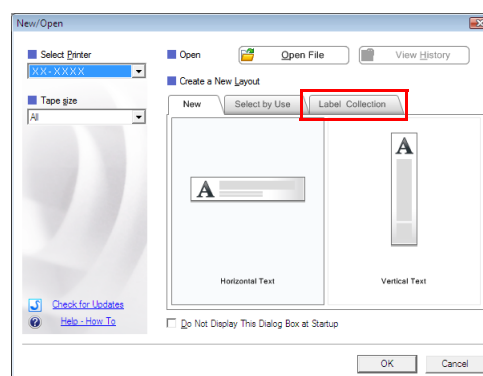 New/Open
Select Printer
XX-XXXX
Tape size
All
Check for Updates
Help - How To
Open
Open File
View History
Create a New Layout
New
Select by Use
Label Collection
A
Horizontal Text
A
Vertical Text
Do Not Display This Dialog Box at Startup
OK
Cancel